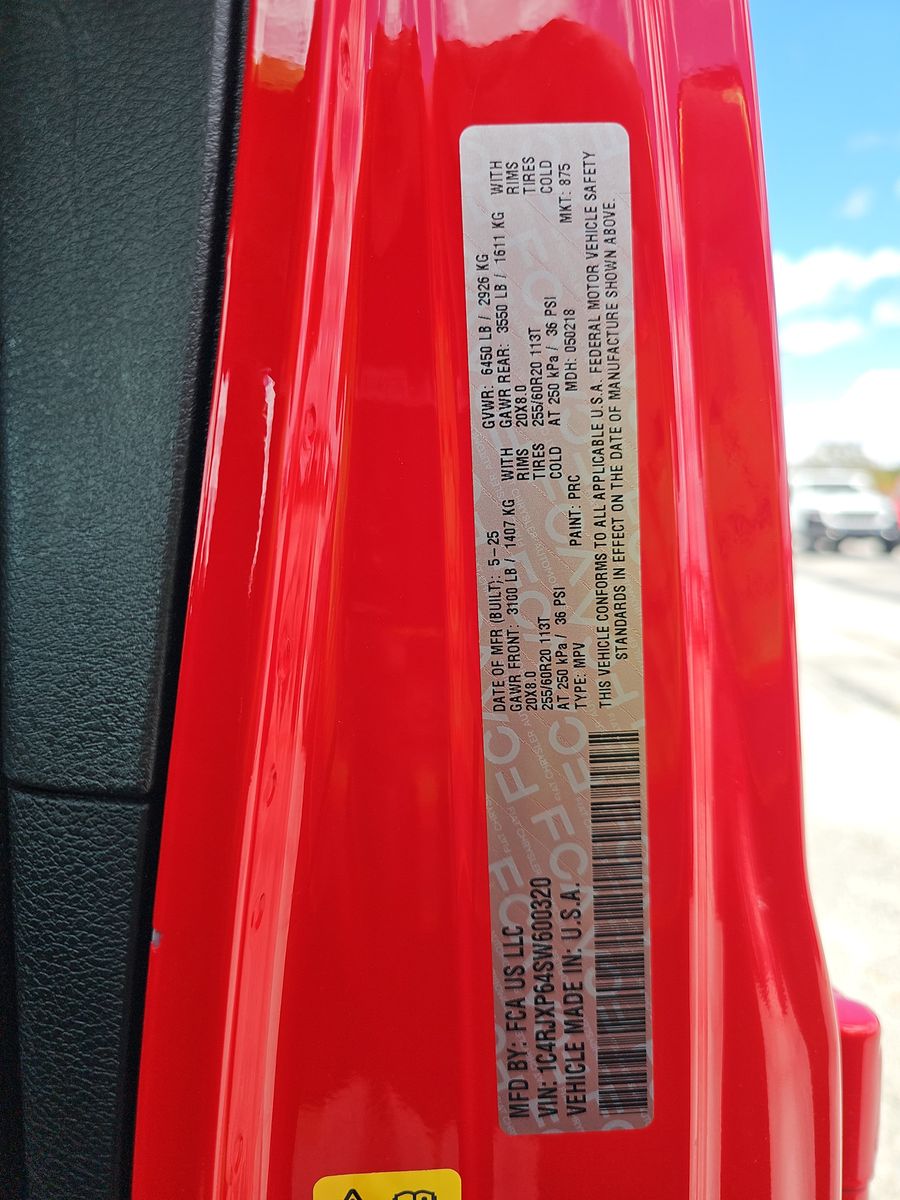 MFD BY: FCA US LLC
VIN: 1C4RJXP64SW600320
VEHICLE MADE IN: U.S.A.
DATE OF MFR (BUILT): 5-25 GVWR: 6450 LB / 2926 KG
GAWR FRONT: 3100 LB / 1407 KG WITH GAWR REAR: 3550 LB / 1611 KG WITH
20X8.0 RIMS 20X8.0 RIMS
255/60R20 113T TIRES 255/60R20 113T TIRES
AT 250 kPa / 36 PSI COLD AT 250 kPa / 36 PSI COLD
TYPE: MPV PAINT: PRC MDH: 050218 MKT: 875
THIS VEHICLE CONFORMS TO ALL APPLICABLE U.S.A. FEDERAL MOTOR VEHICLE SAFETY
STANDARDS IN EFFECT ON THE DATE OF MANUFACTURE SHOWN ABOVE.